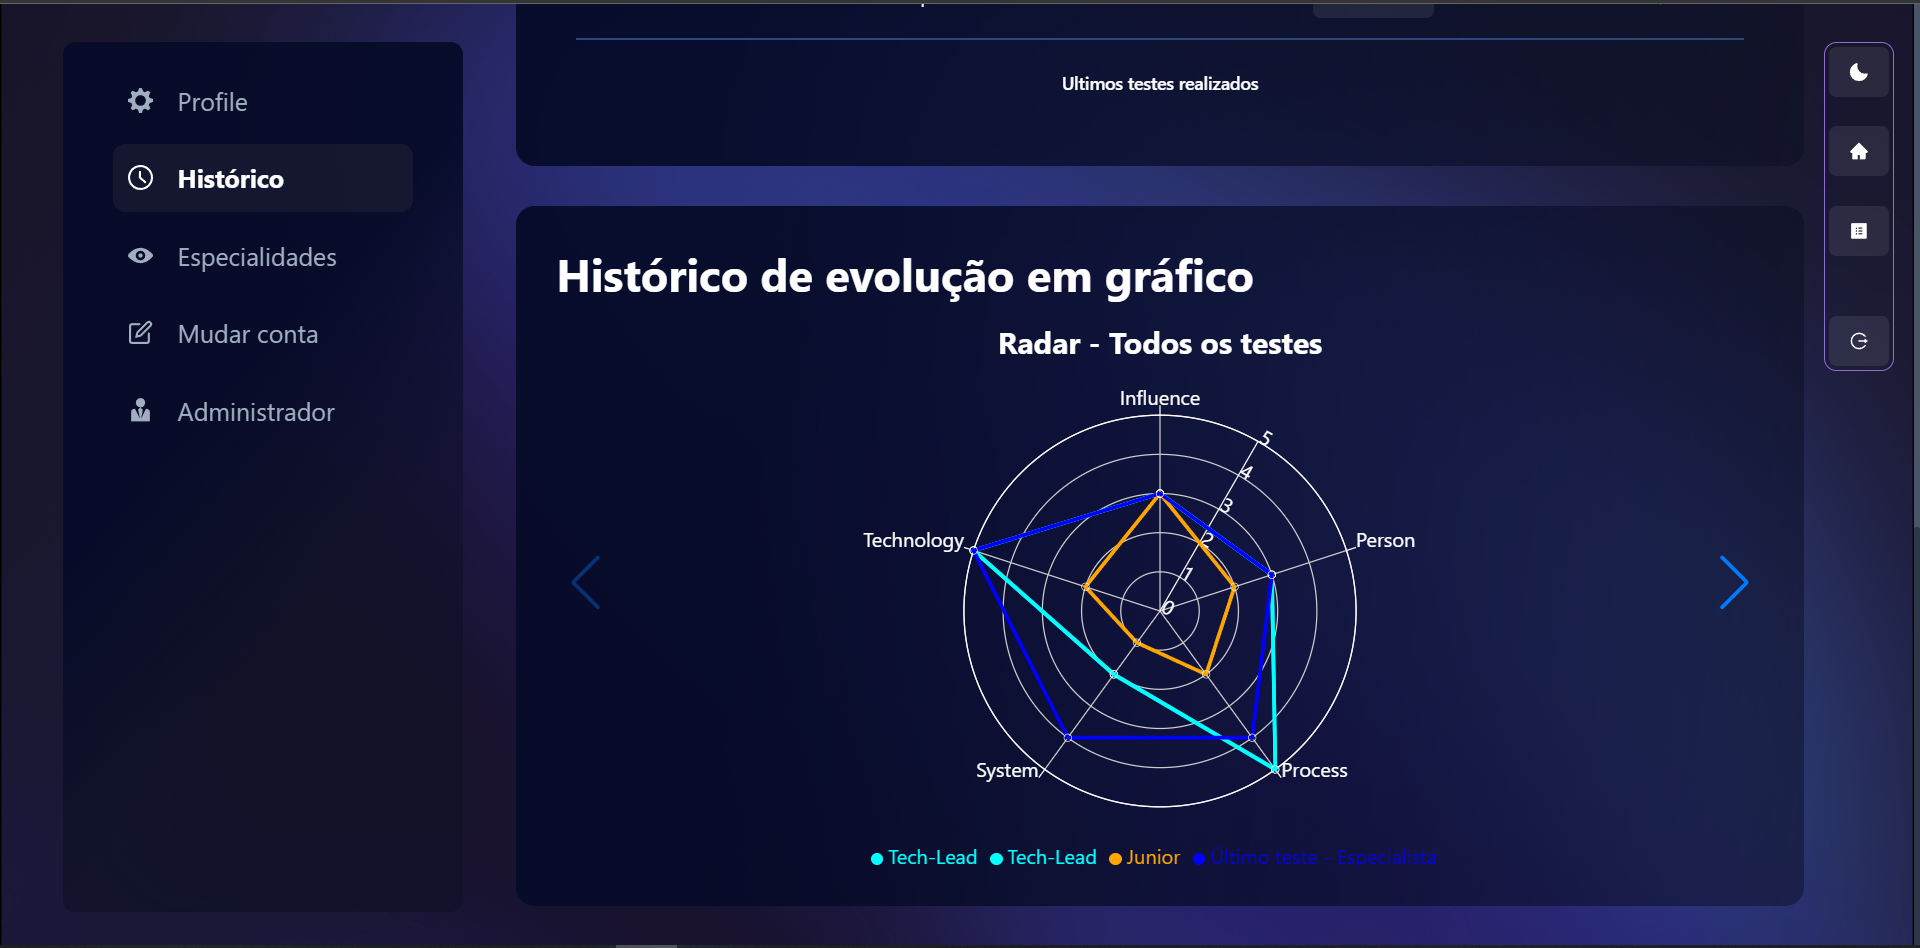 Profile
Histórico
Especialidades
Mudar conta
Administrador
Ultimos testes realizados
Histórico de evolução em gráfico
Radar - Todos os testes
Influence
5
4
3
2
1
0
Technology
Person
System
Process
Tech-Lead Tech-Lead Junior Último teste - Especialista